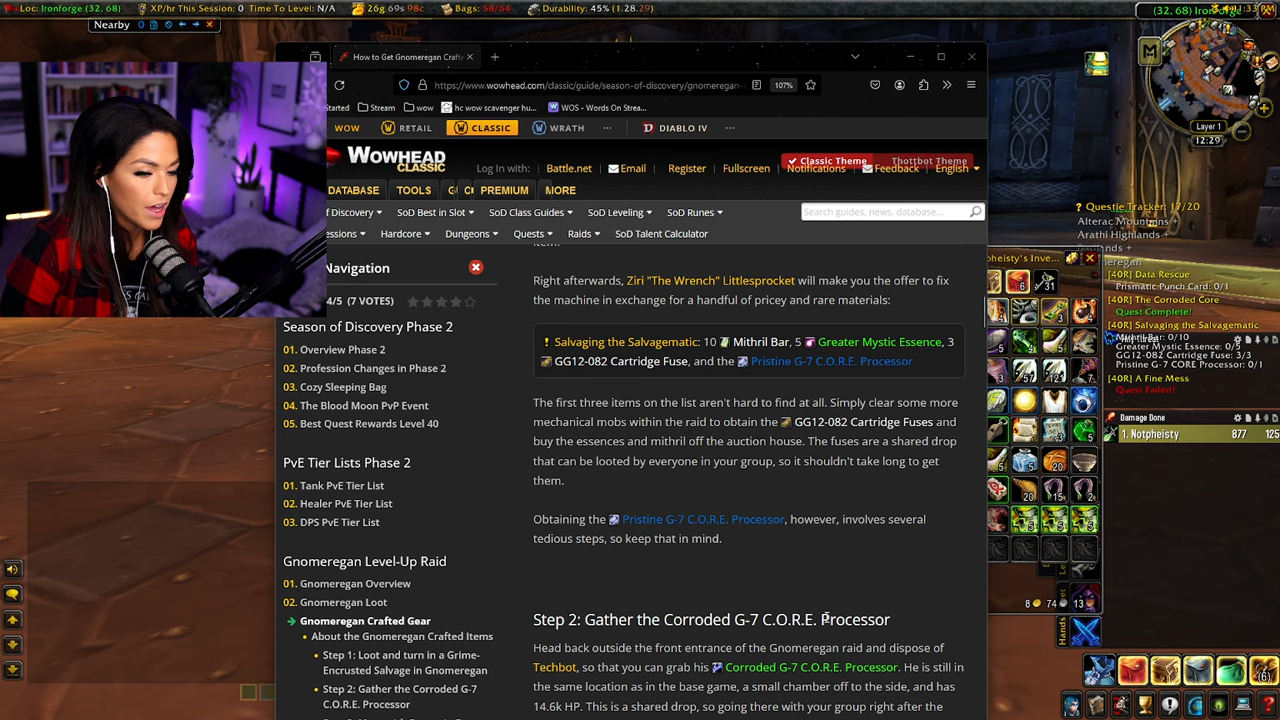 Loc: Ironforge (32, 68)
XP/hr This Session: 0
Time To Level: N/A
26g 69s 98c
Bags: 58/64
Durability: 45% (1.28.29)
(32, 68) Ironforge
Nearby 0
How to Get Gnomeregan Craft
https://www.wowhead.com/classic/guide/season-of-discovery/gnomeregan-
107%
Started
Stream
wow
hc wow scavenger hu...
WOS - Words On Strea...
WOW
RETAIL
CLASSIC
WRATH
DIABLO IV
WOWHEAD
CLASSIC
Log In with:
Battle.net
Email
Register
Fullscreen
Classic Theme
Thottbot Theme
Notifications
Feedback
English
DATABASE
TOOLS
PREMIUM
MORE
f Discovery
SoD Best in Slot
SoD Class Guides
SoD Leveling
SoD Runes
Search guides, news, database...
essions
Hardcore
Dungeons
Quests
Raids
SoD Talent Calculator
item.
Navigation
4/5 (7 VOTES)
Season of Discovery Phase 2
01. Overview Phase 2
02. Profession Changes in Phase 2
03. Cozy Sleeping Bag
04. The Blood Moon PvP Event
05. Best Quest Rewards Level 40
PvE Tier Lists Phase 2
01. Tank PvE Tier List
02. Healer PvE Tier List
03. DPS PvE Tier List
Gnomeregan Level-Up Raid
01. Gnomeregan Overview
02. Gnomeregan Loot
Gnomeregan Crafted Gear
About the Gnomeregan Crafted Items
Step 1: Loot and turn in a Grime-
Encrusted Salvage in Gnomeregan
Step 2: Gather the Corroded G-7
C.O.R.E. Processor
Right afterwards, Ziri "The Wrench" Littlesprocket will make you the offer to fix
the machine in exchange for a handful of pricey and rare materials:
Salvaging the Salvagematic: 10 Mithril Bar, 5 Greater Mystic Essence, 3
GG12-082 Cartridge Fuse, and the Pristine G-7 C.O.R.E. Processor
The first three items on the list aren't hard to find at all. Simply clear some more
mechanical mobs within the raid to obtain the GG12-082 Cartridge Fuses and
buy the essences and mithril off the auction house. The fuses are a shared drop
that can be looted by everyone in your group, so it shouldn't take long to get
them.
Obtaining the Pristine G-7 C.O.R.E. Processor, however, involves several
tedious steps, so keep that in mind.
Step 2: Gather the Corroded G-7 C.O.R.E. Processor
Head back outside the front entrance of the Gnomeregan raid and dispose of
Techbot, so that you can grab his Corroded G-7 C.O.R.E. Processor. He is still in
the same location as in the base game, a small chamber off to the side, and has
14.6k HP. This is a shared drop, so going there with your group right after the
Layer 1
12:29
Questie Tracker: 17/20
Alterac Mountains +
Arathi Highlands +
[40R] Data Rescue
Prismatic Punch Card: 0/1
[40R] The Corroded Core
Quest Complete!
[40R] Salvaging the Salvagematic
Mithril Bar: 0/10
Greater Mystic Essence: 0/5
GG12-082 Cartridge Fuse: 3/3
Pristine G-7 CORE Processor: 0/1
[40R] A Fine Mess
Quest Failed!
Damage Done
1. Notpheisty
877
125
pheisty's Inve...
8 74 13
Hands